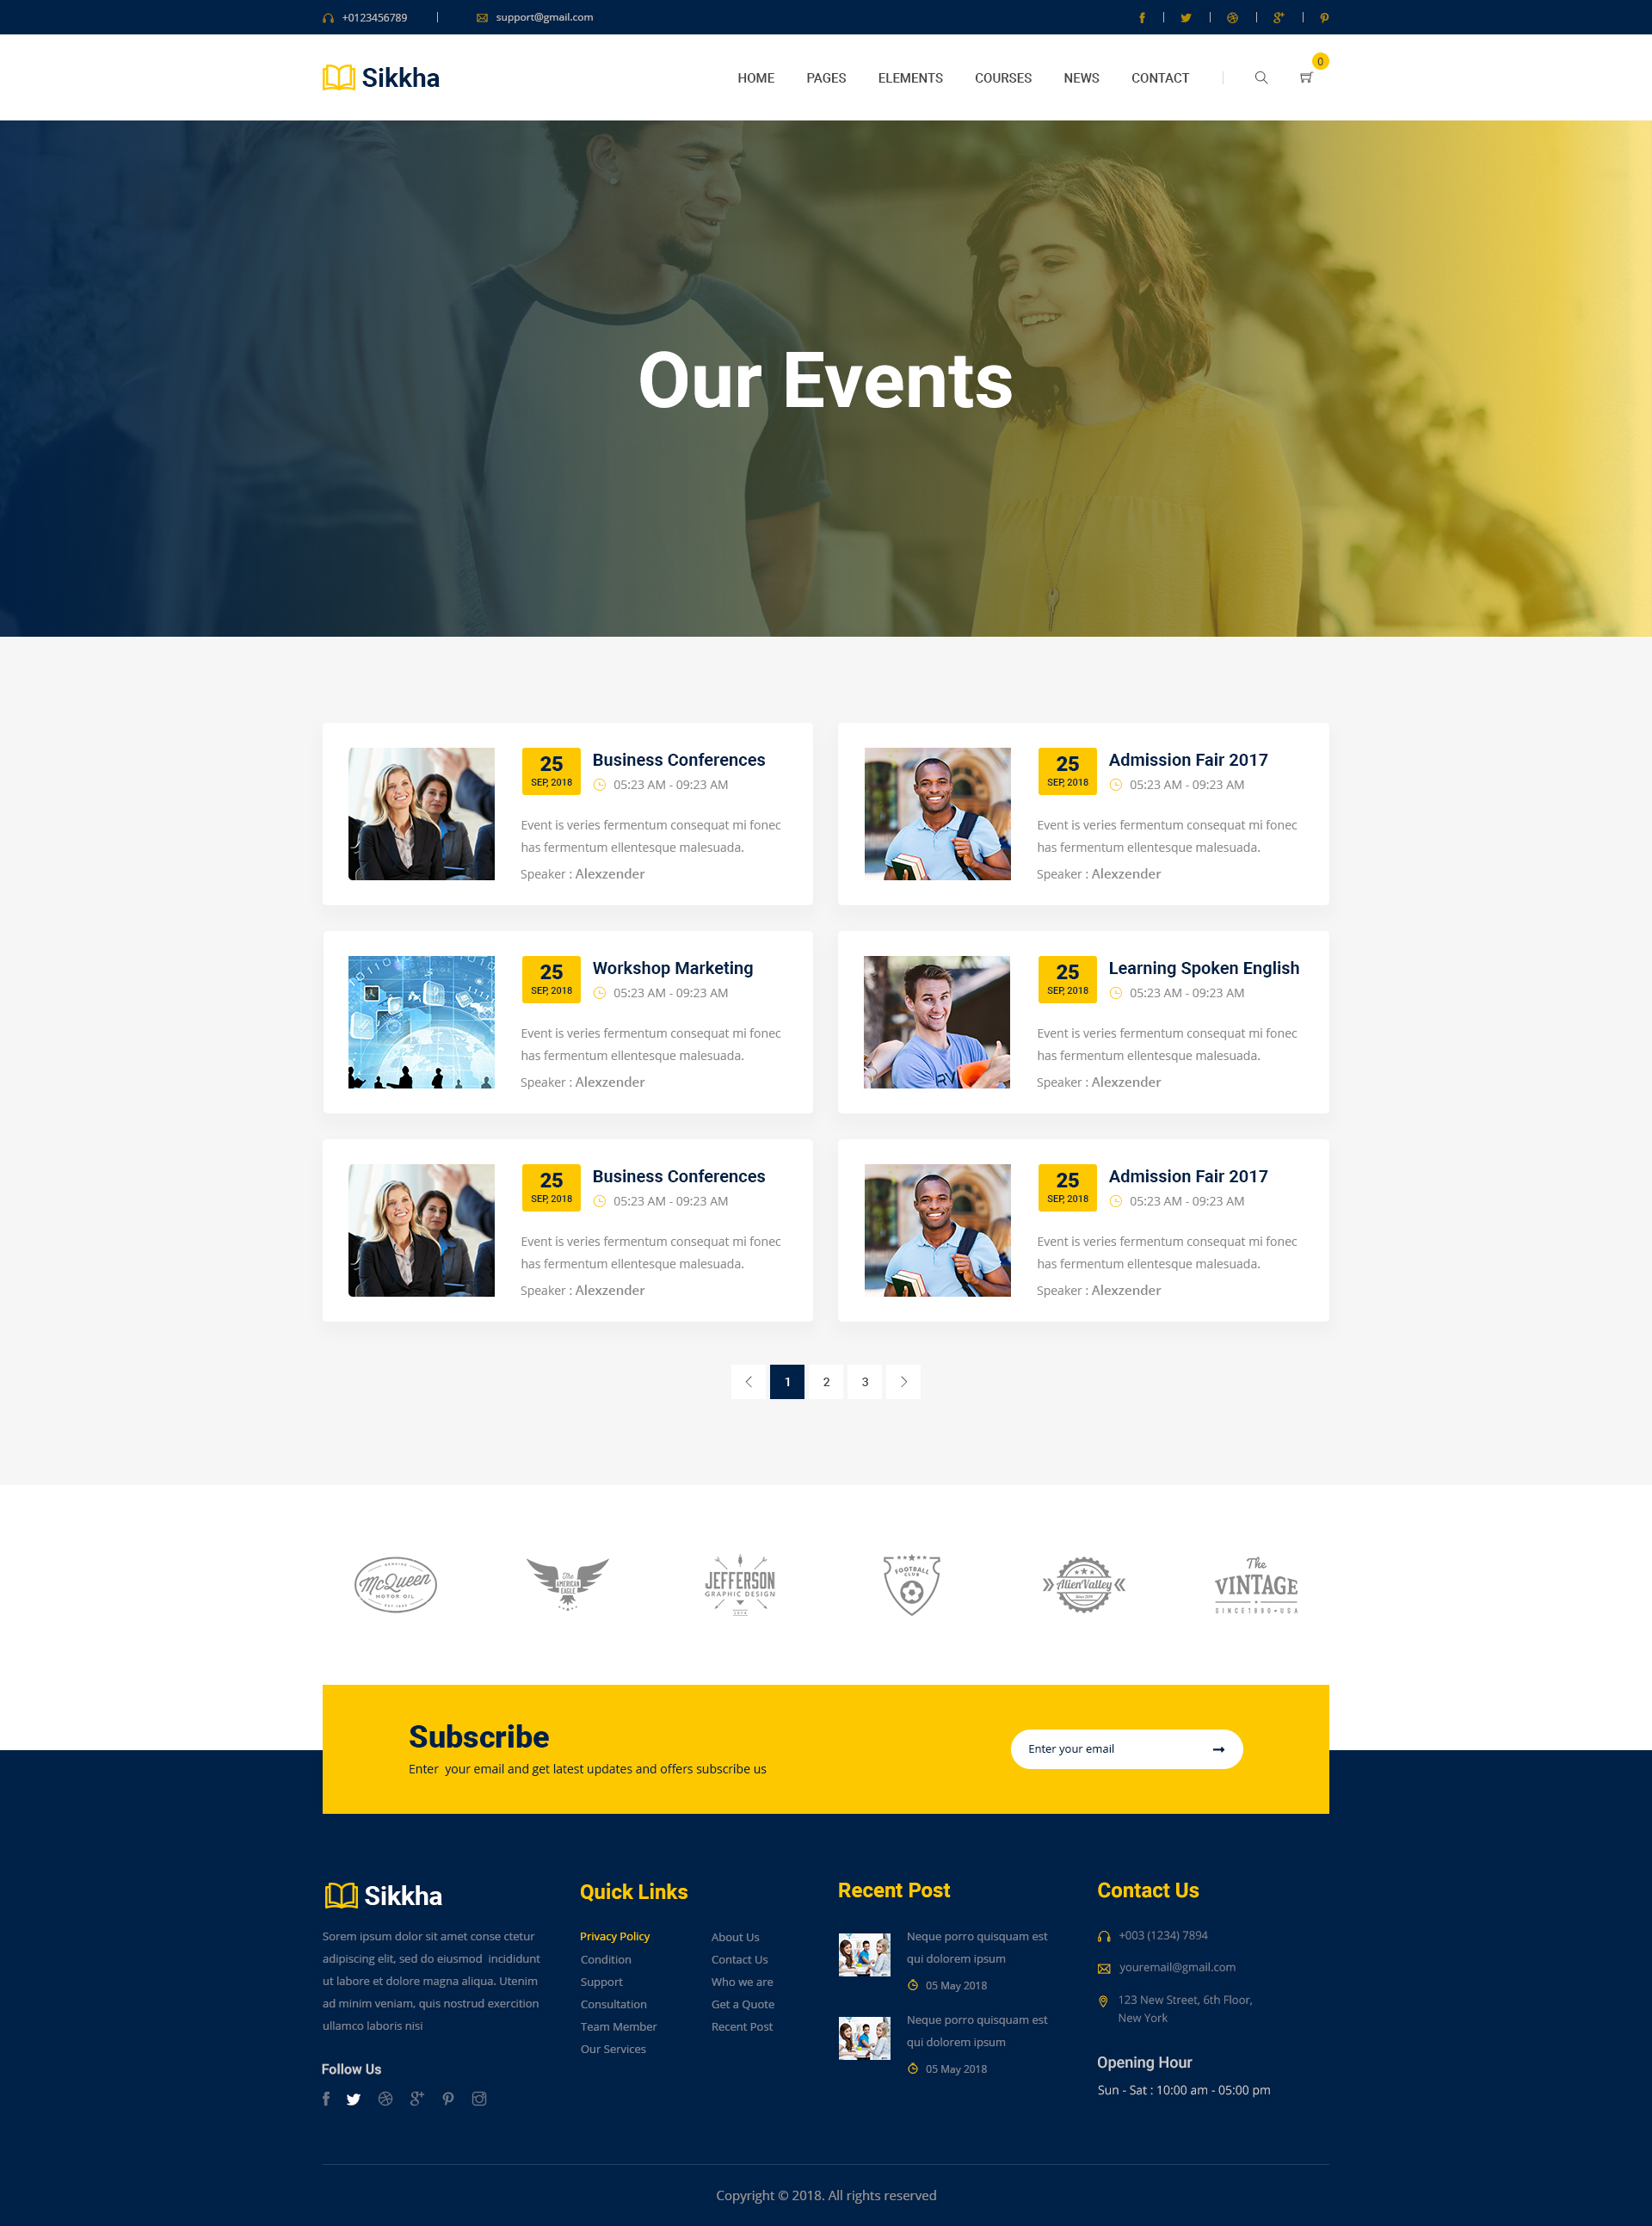 +0123456789
support@gmail.com
Sikkha
HOME
PAGES
ELEMENTS
COURSES
NEWS
CONTACT
0
Our Events
25
SEP, 2018
Business Conferences
05:23 AM - 09:23 AM
Event is veries fermentum consequat mi fonec
has fermentum ellentesque malesuada.
Speaker : Alexzender
25
SEP, 2018
Admission Fair 2017
05:23 AM - 09:23 AM
Event is veries fermentum consequat mi fonec
has fermentum ellentesque malesuada.
Speaker : Alexzender
25
SEP, 2018
Workshop Marketing
05:23 AM - 09:23 AM
Event is veries fermentum consequat mi fonec
has fermentum ellentesque malesuada.
Speaker : Alexzender
25
SEP, 2018
Learning Spoken English
05:23 AM - 09:23 AM
Event is veries fermentum consequat mi fonec
has fermentum ellentesque malesuada.
Speaker : Alexzender
25
SEP, 2018
Business Conferences
05:23 AM - 09:23 AM
Event is veries fermentum consequat mi fonec
has fermentum ellentesque malesuada.
Speaker : Alexzender
25
SEP, 2018
Admission Fair 2017
05:23 AM - 09:23 AM
Event is veries fermentum consequat mi fonec
has fermentum ellentesque malesuada.
Speaker : Alexzender
1
2
3
GENUINE
McQueen
MOTOR OIL
The
AMERICAN
EAGLE
JEFFERSON
GRAPHIC DESIGN
FOOTBALL
CLUB
AlienValley
The
VINTAGE
SINCE1890•USA
Subscribe
Enter your email and get latest updates and offers subscribe us
Enter your email
Sikkha
Lorem ipsum dolor sit amet conse ctetur
adipiscing elit, sed do eiusmod incididunt
ut labore et dolore magna aliqua. Utenim
ad minim veniam, quis nostrud exercition
ullamco laboris nisi
Follow Us
Quick Links
Privacy Policy
Condition
Support
Consultation
Team Member
Our Services
About Us
Contact Us
Who we are
Get a Quote
Recent Post
Recent Post
Neque porro quisquam est
qui dolorem ipsum
05 May 2018
Neque porro quisquam est
qui dolorem ipsum
05 May 2018
Contact Us
+003 (1234) 7894
youremail@gmail.com
123 New Street, 6th Floor,
New York
Opening Hour
Sun - Sat : 10:00 am - 05:00 pm
Copyright © 2018. All rights reserved